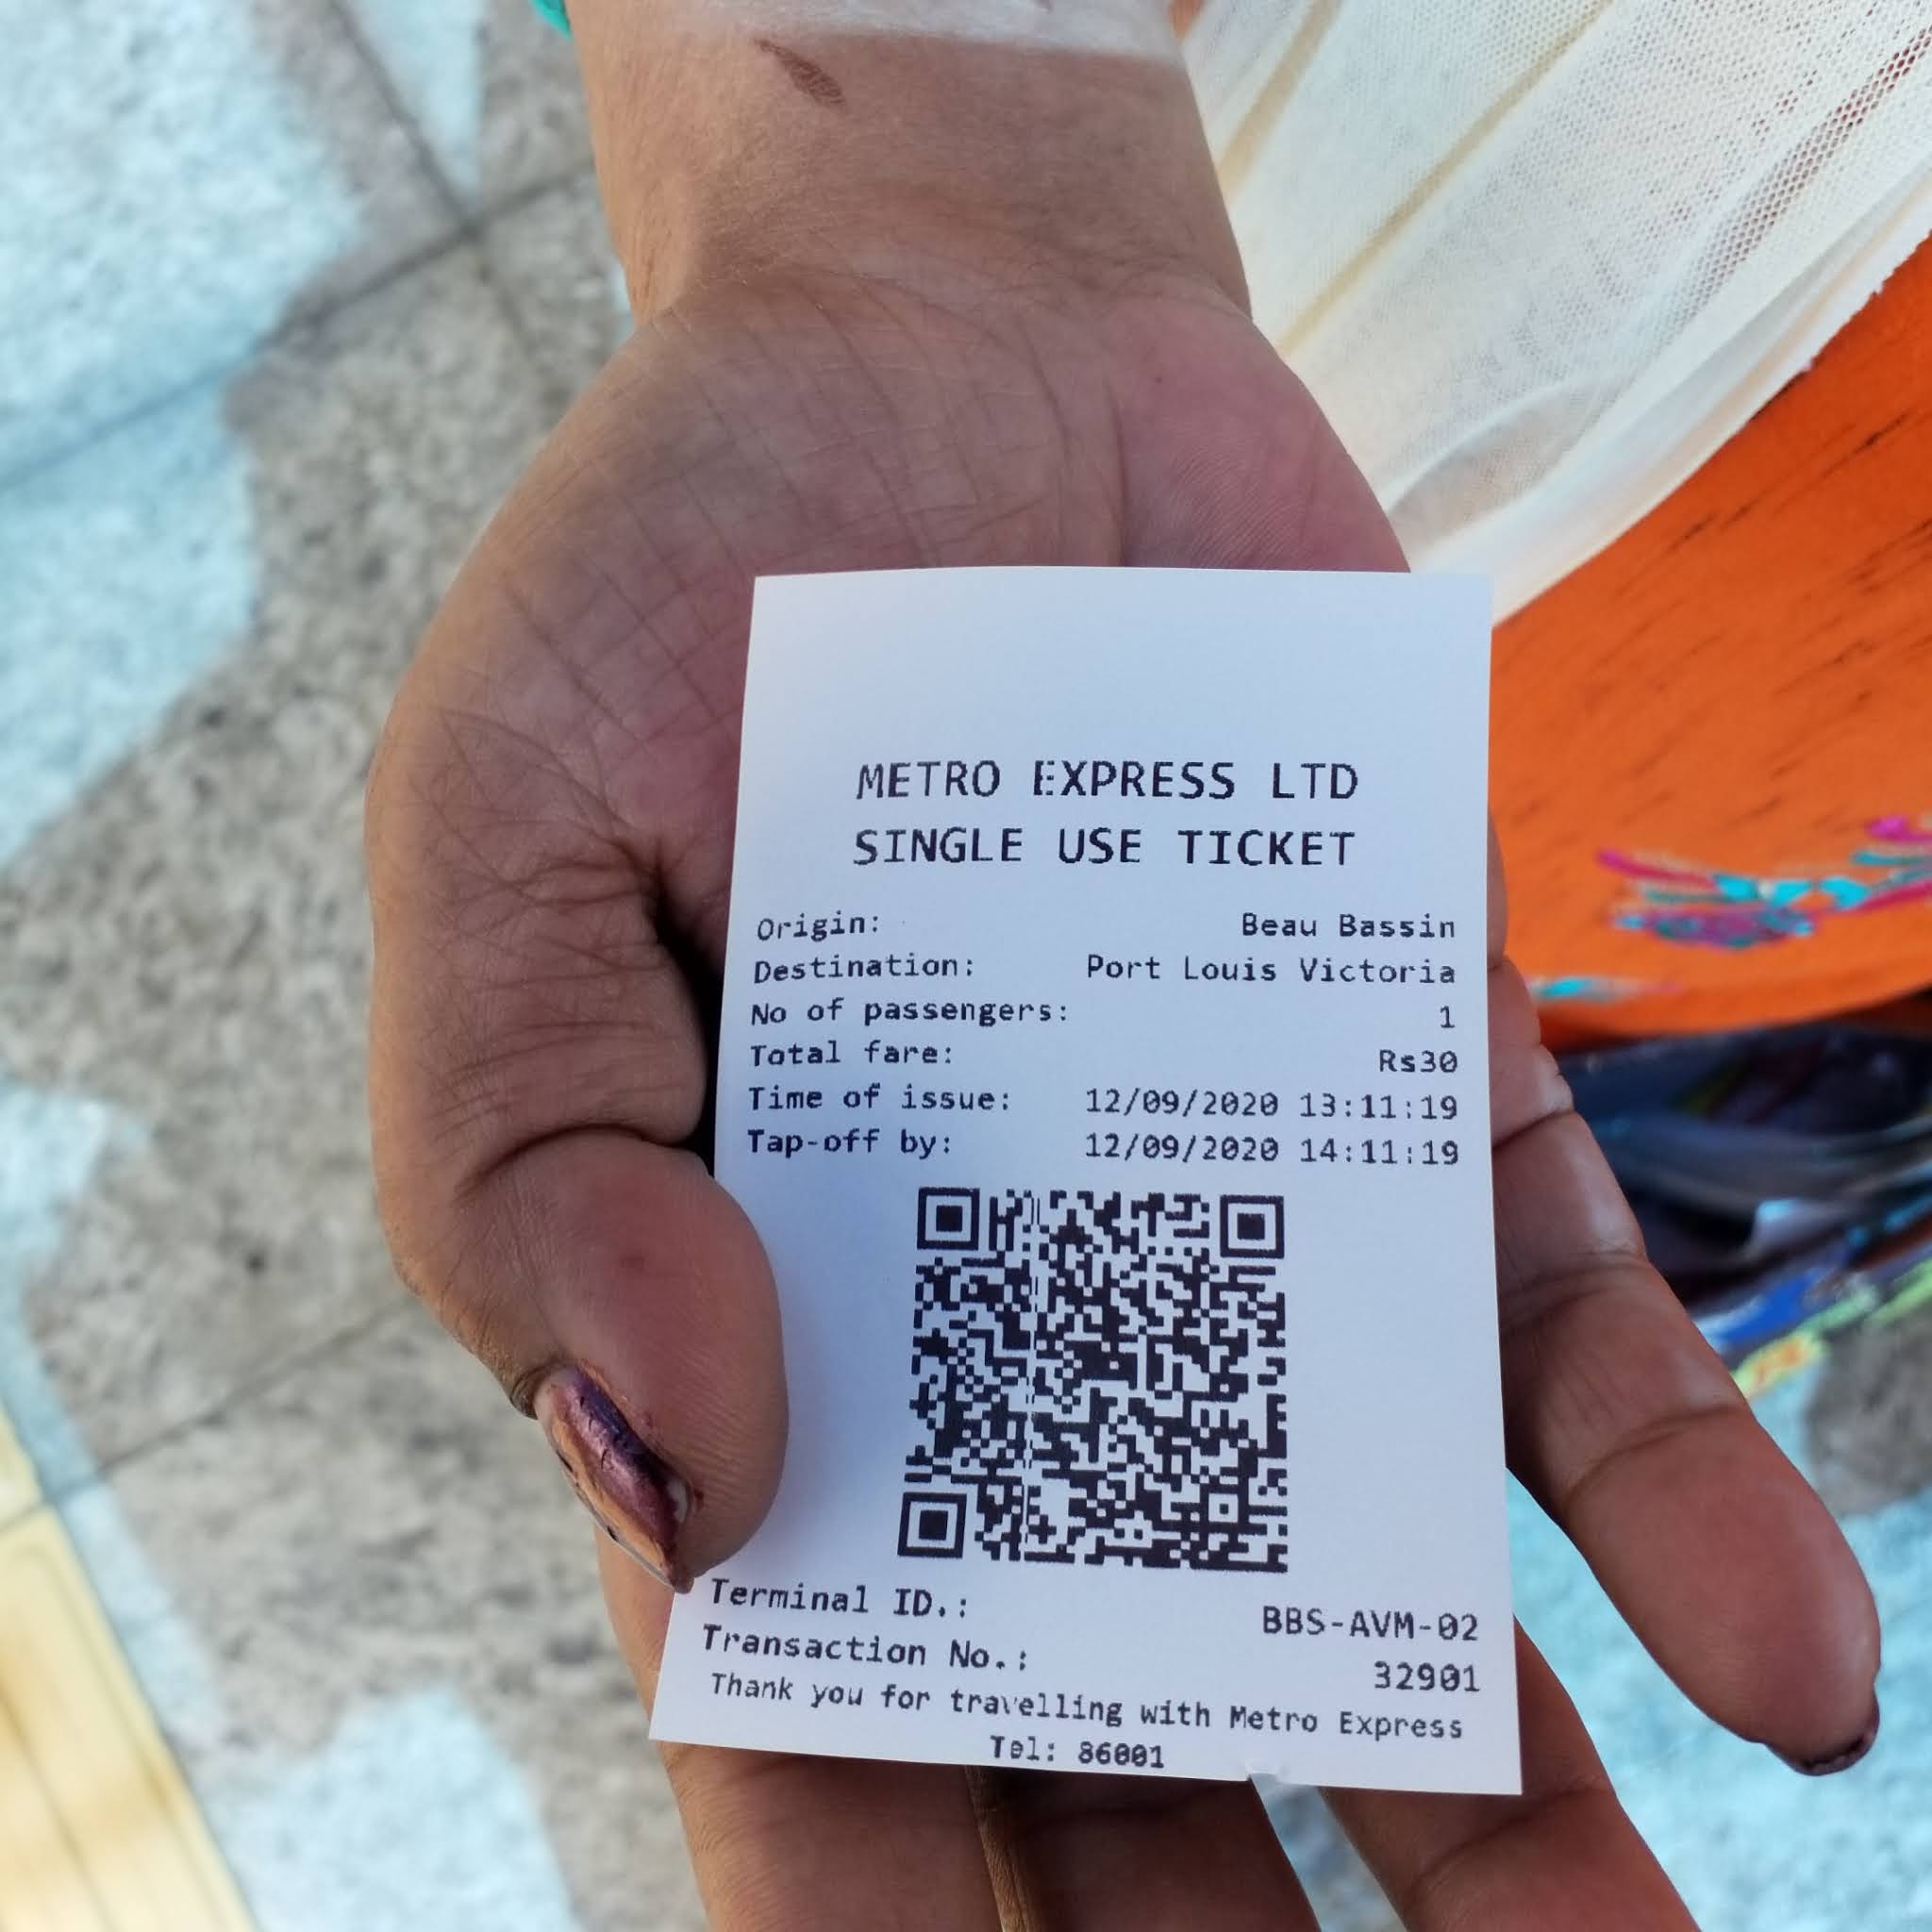 METRO EXPRESS LTD
SINGLE USE TICKET
Origin: Beau Bassin
Destination: Port Louis Victoria
No of passengers: 1
Total fare: Rs30
Time of issue: 12/09/2020 13:11:19
Tap-off by: 12/09/2020 14:11:19
Terminal ID.: BBS-AVM-02
Transaction No.: 32901
Thank you for travelling with Metro Express
Tel: 86001